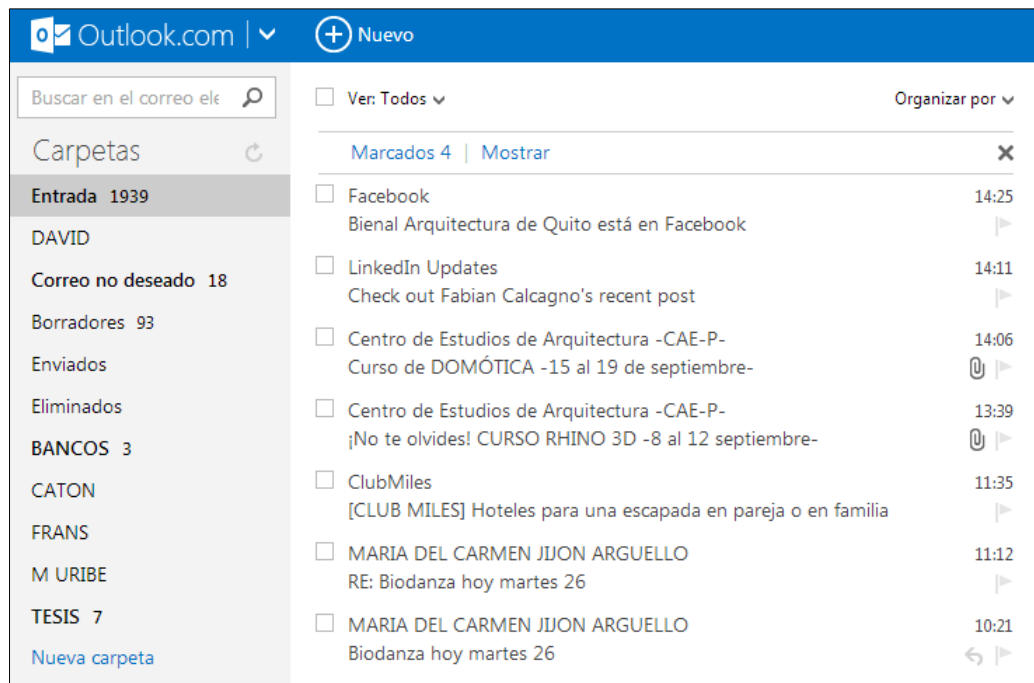 Outlook.com
Nuevo
Buscar en el correo ele
Carpetas
Entrada 1939
DAVID
Correo no deseado 18
Borradores 93
Enviados
Eliminados
BANCOS 3
CATON
FRANS
M URIBE
TESIS 7
Nueva carpeta
Ver: Todos
Organizar por
Marcados 4 | Mostrar
Facebook 14:25
Bienal Arquitectura de Quito está en Facebook
LinkedIn Updates 14:11
Check out Fabian Calcagno's recent post
Centro de Estudios de Arquitectura -CAE-P- 14:06
Curso de DOMÓTICA -15 al 19 de septiembre-
Centro de Estudios de Arquitectura -CAE-P- 13:39
¡No te olvides! CURSO RHINO 3D -8 al 12 septiembre-
ClubMiles 11:35
[CLUB MILES] Hoteles para una escapada en pareja o en familia
MARIA DEL CARMEN JIJON ARGUELLO 11:12
RE: Biodanza hoy martes 26
MARIA DEL CARMEN JIJON ARGUELLO 10:21
Biodanza hoy martes 26